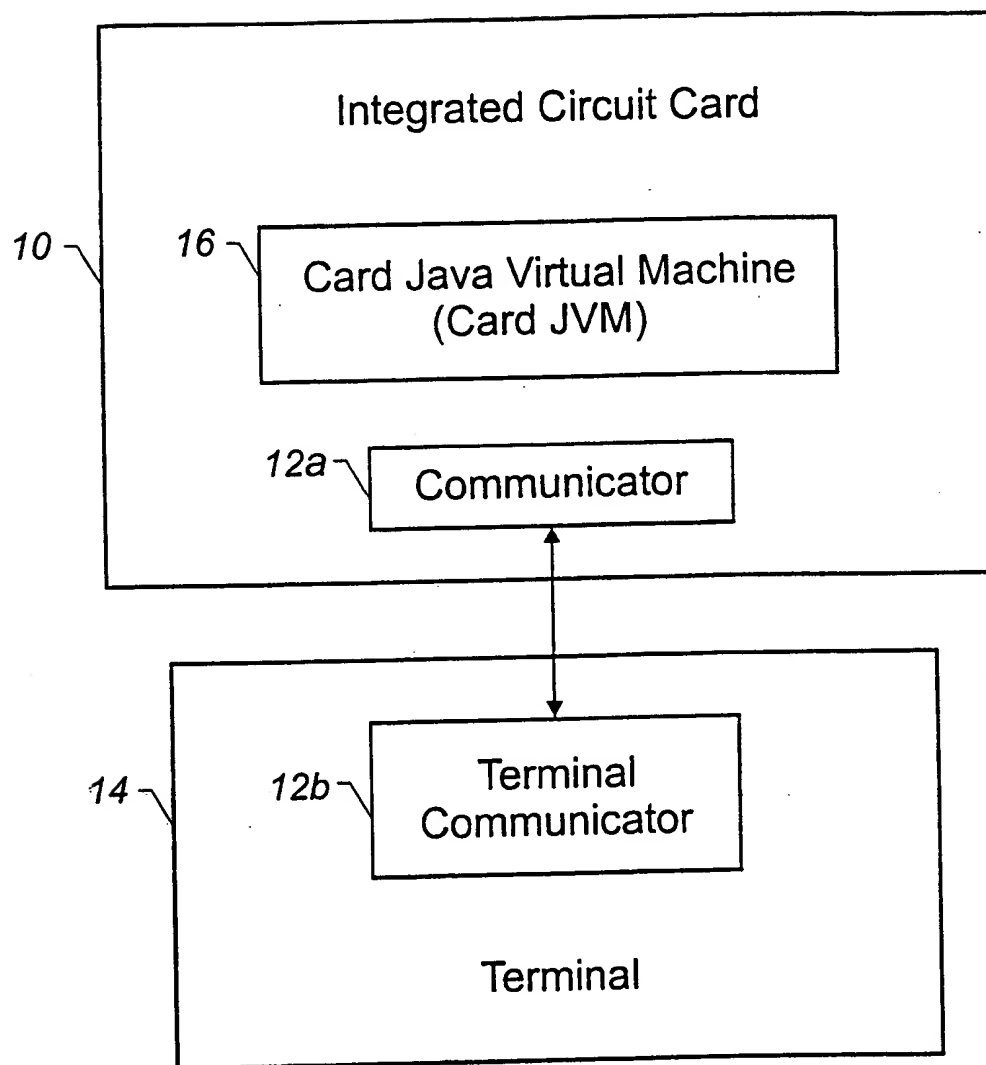 Integrated Circuit Card
10
16
Card Java Virtual Machine
(Card JVM)
12a
Communicator
14
12b
Terminal
Communicator
Terminal